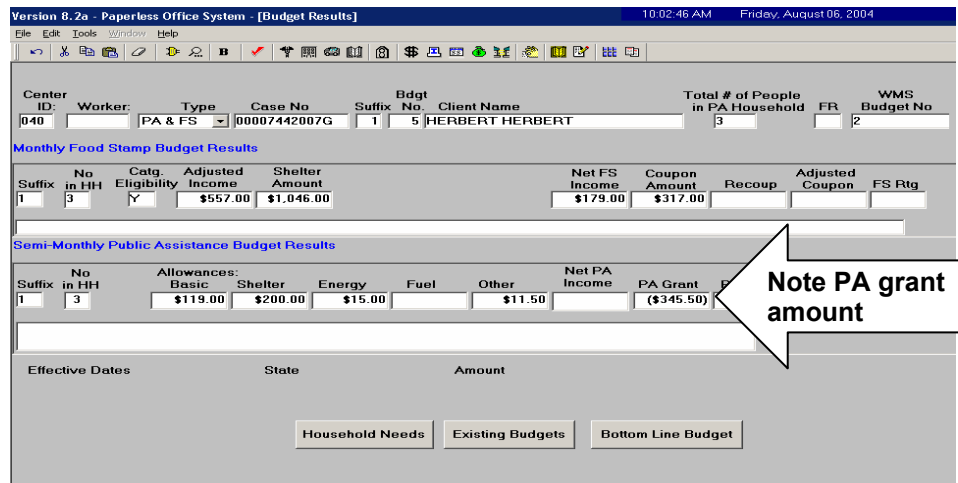 Version 8.2a - Paperless Office System - [Budget Results] 10:02:46 AM Friday, August 06, 2004
File Edit Tools Window Help
Center ID: Worker: Type Case No Suffix Bdgt No. Client Name Total # of People in PA Household FR WMS Budget No
040 PA & FS 00007442007G 1 5 HERBERT HERBERT 3 2
Monthly Food Stamp Budget Results
Suffix No in HH Catg. Eligibility Adjusted Income Shelter Amount Net FS Income Coupon Amount Recoup Adjusted Coupon FS Rtg
1 3 Y $557.00 $1,046.00 $179.00 $317.00
Semi-Monthly Public Assistance Budget Results
Suffix No in HH Allowances: Basic Shelter Energy Fuel Other Net PA Income PA Grant
1 3 $119.00 $200.00 $15.00 $11.50 ($345.50)
Note PA grant
amount
Effective Dates State Amount
Household Needs Existing Budgets Bottom Line Budget